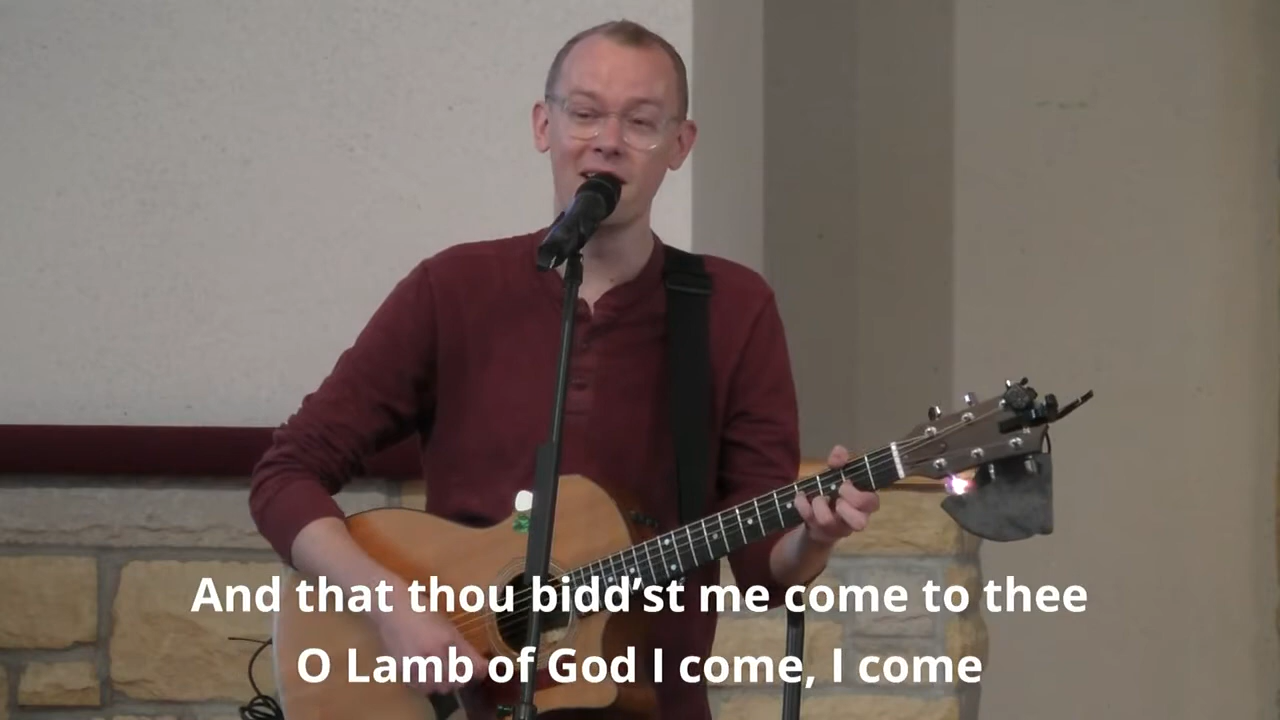 And that thou bidd’st me come to thee
O Lamb of God I come, I come